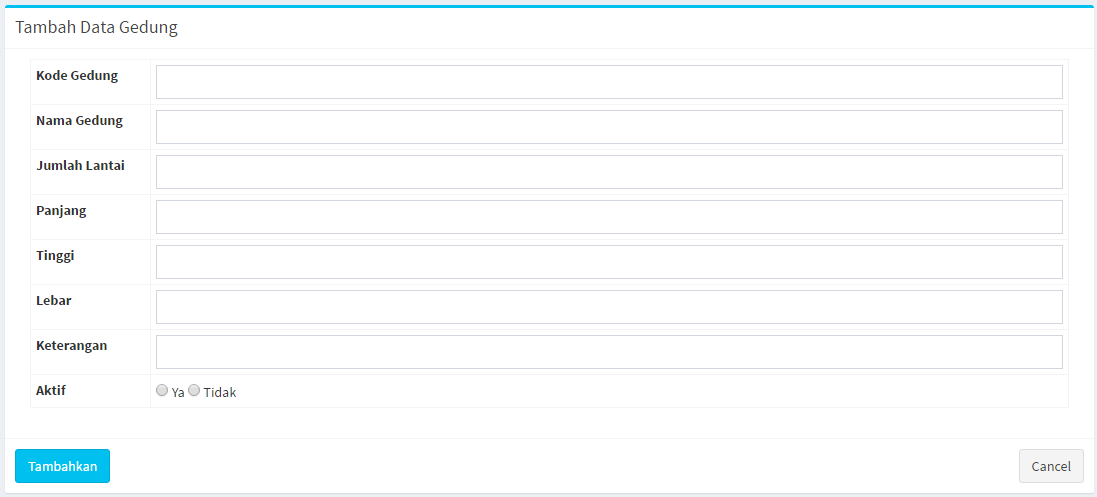 Tambah Data Gedung
Kode Gedung
Nama Gedung
Jumlah Lantai
Panjang
Tinggi
Lebar
Keterangan
Aktif Ya Tidak
Tambahkan Cancel